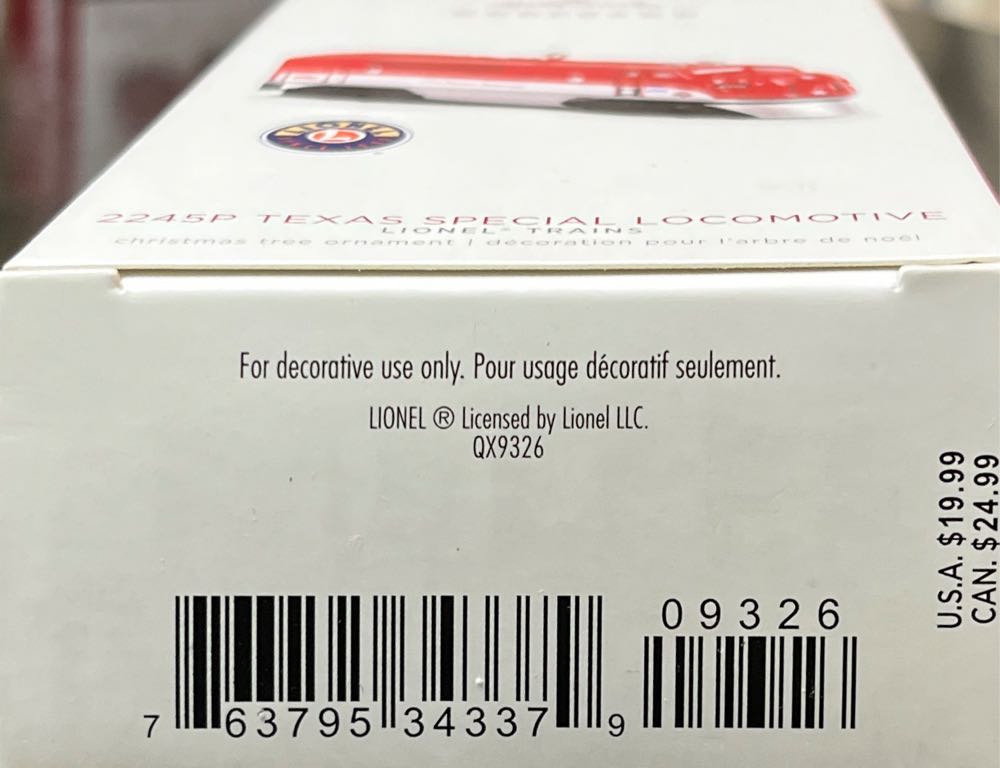 LIONEL
2245P TEXAS SPECIAL LOCOMOTIVE
LIONEL® TRAINS
christmas tree ornament | décoration pour l'arbre de noël
For decorative use only. Pour usage décoratif seulement.
LIONEL ® Licensed by Lionel LLC.
QX9326
U.S.A. $19.99
CAN. $24.99
09326
7 63795 34337 9